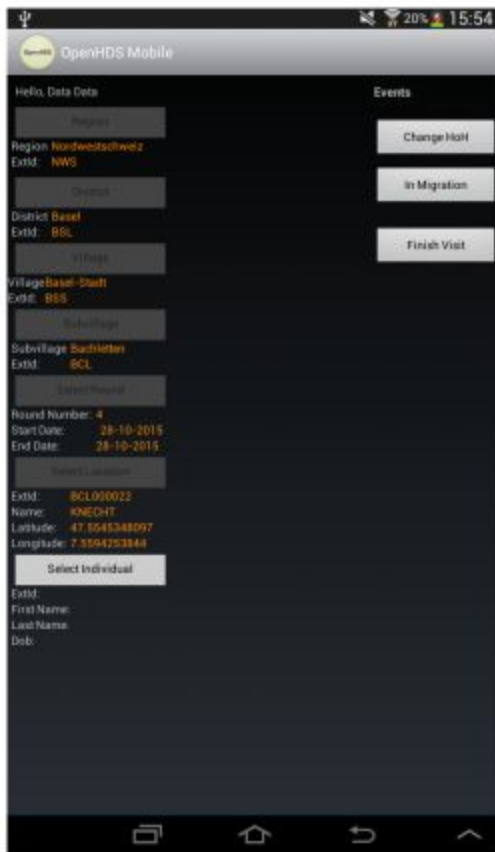 20% 15:54
OpenHDS OpenHDS Mobile
Hello, Data Data
Events
Region
Region Nordwestschweiz
ExtId: NWS
District
District Basel
ExtId: BSL
Village
Village Basel-Stadt
ExtId: BSS
Subvillage
Subvillage Bachletten
ExtId: BCL
Select Round
Round Number: 4
Start Date: 28-10-2015
End Date: 28-10-2015
Select Location
ExtId: BCL000022
Name: KNECHT
Latitude: 47.5545348097
Longitude: 7.5594253844
Select Individual
ExtId:
First Name:
Last Name:
Dob:
Change HoH
In Migration
Finish Visit